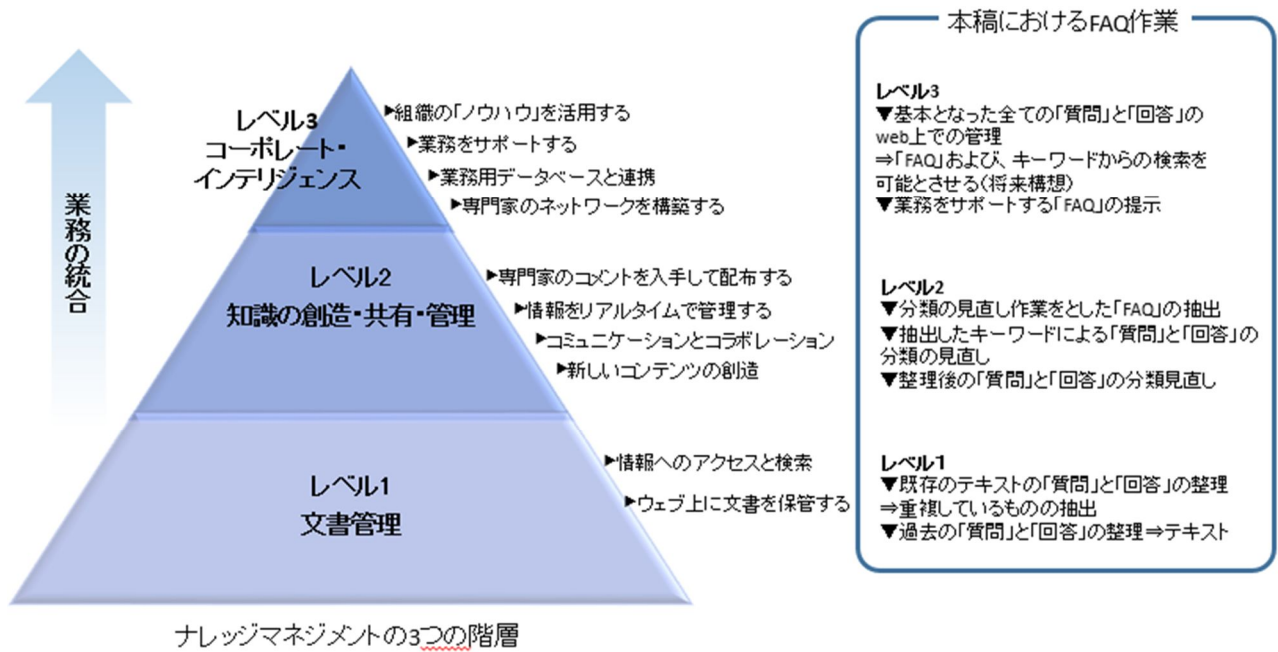 業務の統合
レベル3
コーポレート・
インテリジェンス
▶組織の「ノウハウ」を活用する
▶業務をサポートする
▶業務用データベースと連携
▶専門家のネットワークを構築する
レベル2
知識の創造・共有・管理
▶専門家のコメントを入手して配布する
▶情報をリアルタイムで管理する
▶コミュニケーションとコラボレーション
▶新しいコンテンツの創造
レベル1
文書管理
▶情報へのアクセスと検索
▶ウェブ上に文書を保管する
ナレッジマネジメントの3つの階層
本稿におけるFAQ作業
レベル3
▼基本となった全ての「質問」と「回答」の
web上での管理
⇒「FAQ」および、キーワードからの検索を
可能とさせる(将来構想)
▼業務をサポートする「FAQ」の提示
レベル2
▼分類の見直し作業をとした「FAQ」の抽出
▼抽出したキーワードによる「質問」と「回答」の
分類の見直し
▼整理後の「質問」と「回答」の分類見直し
レベル1
▼既存のテキストの「質問」と「回答」の整理
⇒重複しているものの抽出
▼過去の「質問」と「回答」の整理⇒テキスト